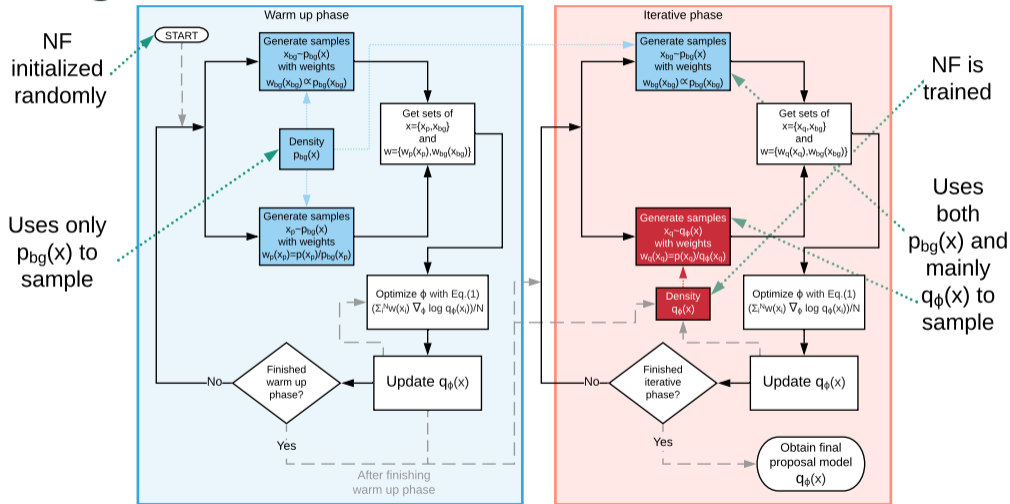 Warm up phase
Iterative phase
NF
initialized
randomly
START
Generate samples
x_bg~p_bg(x)
with weights
w_bg(x_bg)∝p_bg(x_bg)
Density
p_bg(x)
Get sets of
x={x_p,x_bg}
and
w={w_p(x_p),w_bg(x_bg)}
Uses only
p_bg(x) to
sample
Generate samples
x_p~p_bg(x)
with weights
w_p(x_p)=p(x_p)/p_bg(x_p)
Optimize ϕ with Eq.(1)
(Σ_i^N w(x_i) ∇_ϕ log q_ϕ(x_i))/N
Update q_ϕ(x)
Finished
warm up
phase?
No
Yes
After finishing
warm up phase
Generate samples
x_bg~p_bg(x)
with weights
w_bg(x_bg)∝p_bg(x_bg)
NF is
trained
Get sets of
x={x_q,x_bg}
and
w={w_q(x_q),w_bg(x_bg)}
Generate samples
x_q~q_ϕ(x)
with weights
w_q(x_q)=p(x_q)/q_ϕ(x_q)
Density
q_ϕ(x)
Uses
both
p_bg(x) and
mainly
q_ϕ(x) to
sample
Optimize ϕ with Eq.(1)
(Σ_i^N w(x_i) ∇_ϕ log q_ϕ(x_i))/N
Update q_ϕ(x)
Finished
iterative
phase?
No
Yes
Obtain final
proposal model
q_ϕ(x)